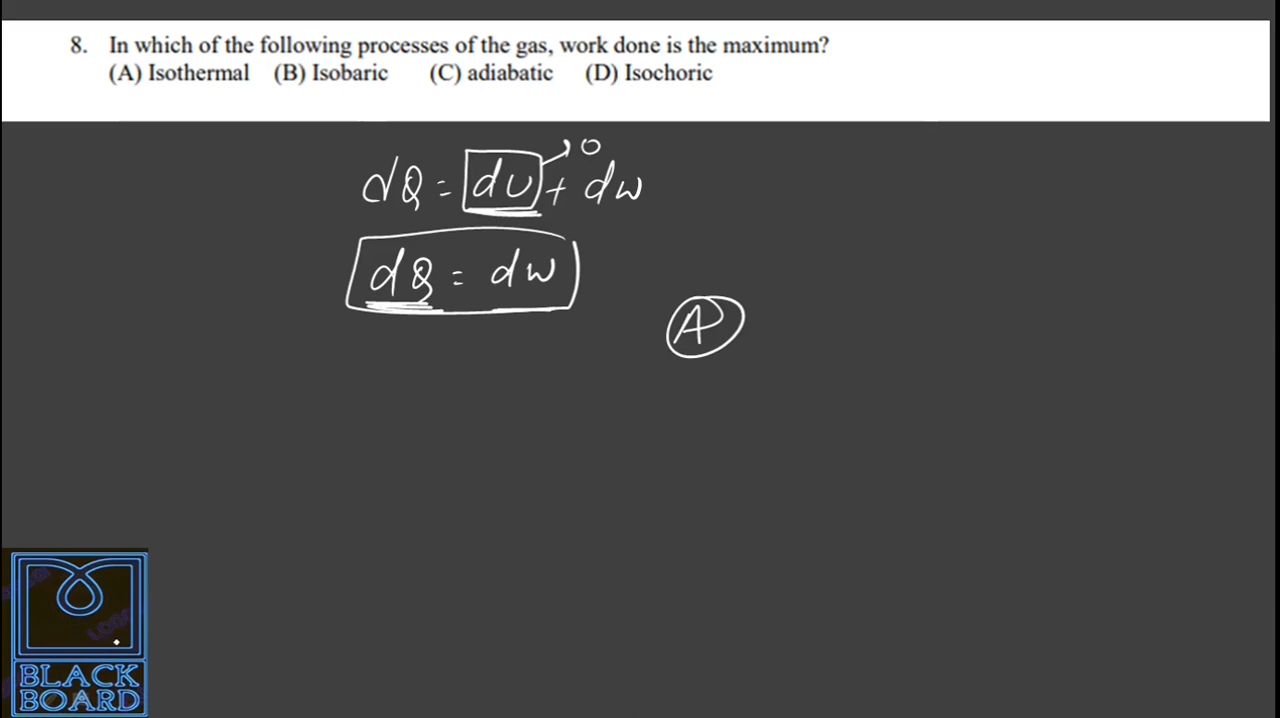 8. In which of the following processes of the gas, work done is the maximum?
(A) Isothermal (B) Isobaric (C) adiabatic (D) Isochoric
dQ = dU + dw
0
dQ = dw
A
BLACK
BOARD